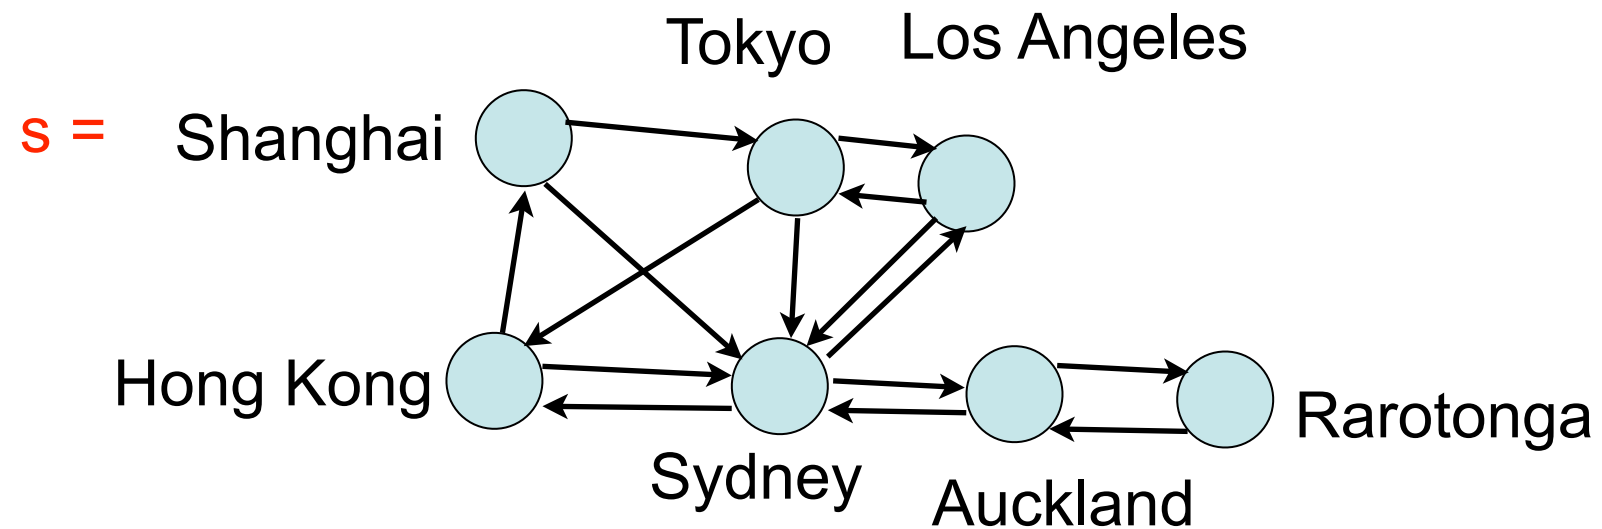 Tokyo
Los Angeles
s =
Shanghai
Hong Kong
Rarotonga
Sydney
Auckland